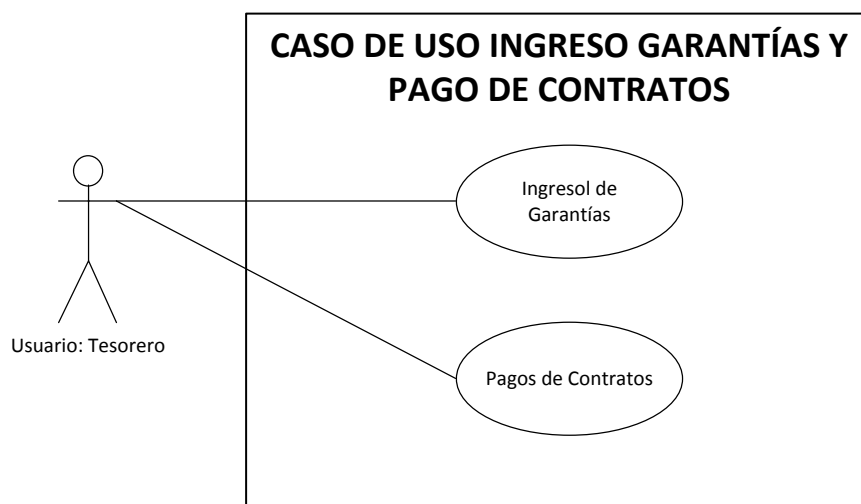 CASO DE USO INGRESO GARANTÍAS Y
PAGO DE CONTRATOS
Ingresol de
Garantías
Usuario: Tesorero
Pagos de Contratos